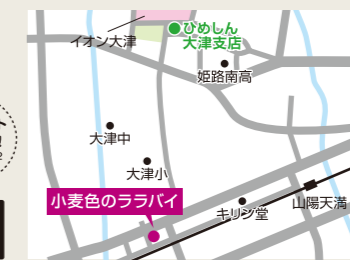 ひめしん
大津支店
イオン大津
姫路南高
大津中
大津小
小麦色のララバイ
キリン堂
山陽天満